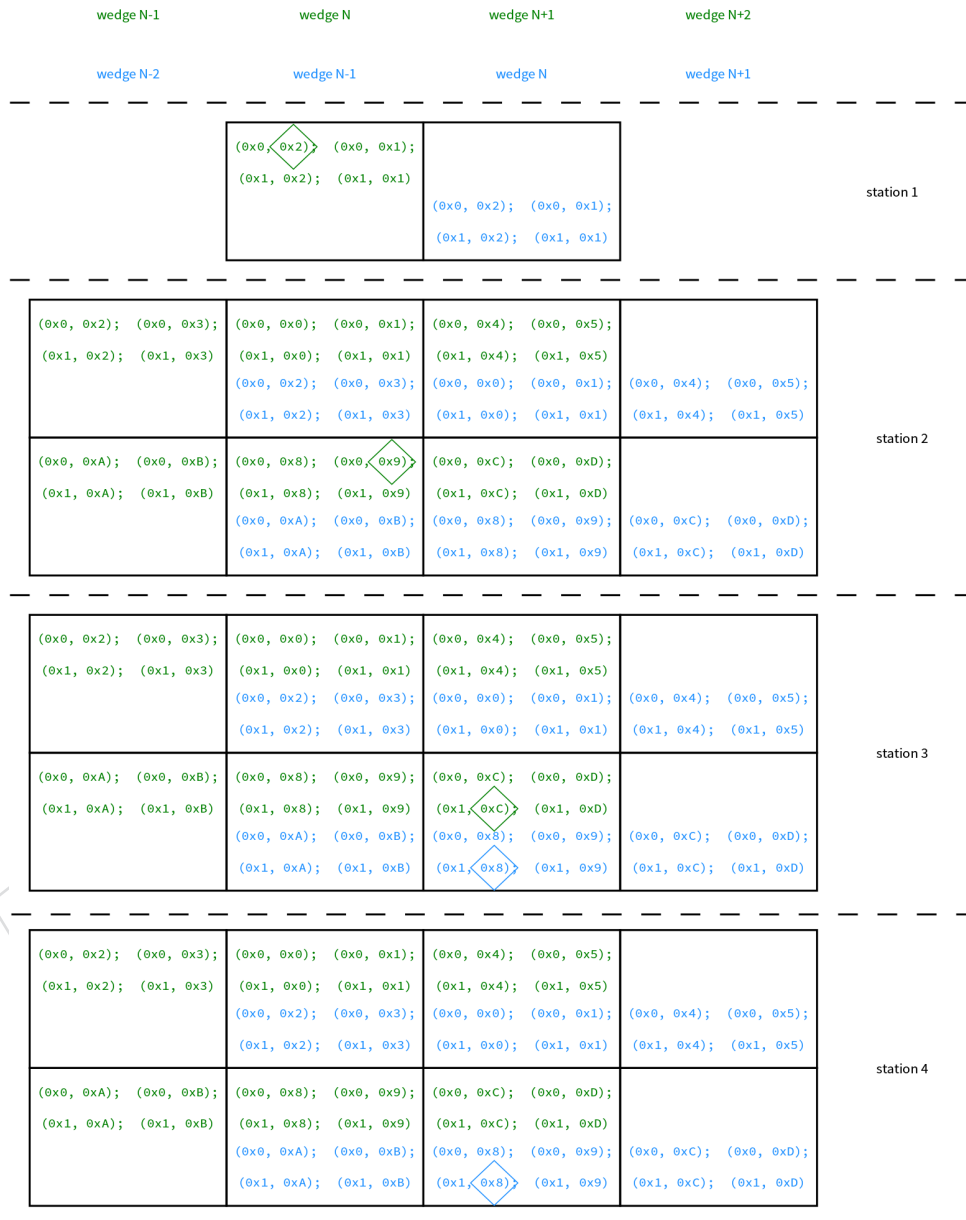 wedge N-1 wedge N wedge N+1 wedge N+2
wedge N-2 wedge N-1 wedge N wedge N+1
(0x0, 0x2); (0x0, 0x1);
(0x1, 0x2); (0x1, 0x1)
station 1
(0x0, 0x2); (0x0, 0x1);
(0x1, 0x2); (0x1, 0x1)
(0x0, 0x2); (0x0, 0x3); (0x0, 0x0); (0x0, 0x1); (0x0, 0x4); (0x0, 0x5);
(0x1, 0x2); (0x1, 0x3) (0x1, 0x0); (0x1, 0x1) (0x1, 0x4); (0x1, 0x5)
(0x0, 0x2); (0x0, 0x3); (0x0, 0x0); (0x0, 0x1); (0x0, 0x4); (0x0, 0x5);
(0x1, 0x2); (0x1, 0x3) (0x1, 0x0); (0x1, 0x1) (0x1, 0x4); (0x1, 0x5)
station 2
(0x0, 0xA); (0x0, 0xB); (0x0, 0x8); (0x0, 0x9); (0x0, 0xC); (0x0, 0xD);
(0x1, 0xA); (0x1, 0xB) (0x1, 0x8); (0x1, 0x9) (0x1, 0xC); (0x1, 0xD)
(0x0, 0xA); (0x0, 0xB); (0x0, 0x8); (0x0, 0x9); (0x0, 0xC); (0x0, 0xD);
(0x1, 0xA); (0x1, 0xB) (0x1, 0x8); (0x1, 0x9) (0x1, 0xC); (0x1, 0xD)
(0x0, 0x2); (0x0, 0x3); (0x0, 0x0); (0x0, 0x1); (0x0, 0x4); (0x0, 0x5);
(0x1, 0x2); (0x1, 0x3) (0x1, 0x0); (0x1, 0x1) (0x1, 0x4); (0x1, 0x5)
(0x0, 0x2); (0x0, 0x3); (0x0, 0x0); (0x0, 0x1); (0x0, 0x4); (0x0, 0x5);
(0x1, 0x2); (0x1, 0x3) (0x1, 0x0); (0x1, 0x1) (0x1, 0x4); (0x1, 0x5)
station 3
(0x0, 0xA); (0x0, 0xB); (0x0, 0x8); (0x0, 0x9); (0x0, 0xC); (0x0, 0xD);
(0x1, 0xA); (0x1, 0xB) (0x1, 0x8); (0x1, 0x9) (0x1, 0xC); (0x1, 0xD)
(0x0, 0xA); (0x0, 0xB); (0x0, 0x8); (0x0, 0x9); (0x0, 0xC); (0x0, 0xD);
(0x1, 0xA); (0x1, 0xB) (0x1, 0x8); (0x1, 0x9) (0x1, 0xC); (0x1, 0xD)
(0x0, 0x2); (0x0, 0x3); (0x0, 0x0); (0x0, 0x1); (0x0, 0x4); (0x0, 0x5);
(0x1, 0x2); (0x1, 0x3) (0x1, 0x0); (0x1, 0x1) (0x1, 0x4); (0x1, 0x5)
(0x0, 0x2); (0x0, 0x3); (0x0, 0x0); (0x0, 0x1); (0x0, 0x4); (0x0, 0x5);
(0x1, 0x2); (0x1, 0x3) (0x1, 0x0); (0x1, 0x1) (0x1, 0x4); (0x1, 0x5)
station 4
(0x0, 0xA); (0x0, 0xB); (0x0, 0x8); (0x0, 0x9); (0x0, 0xC); (0x0, 0xD);
(0x1, 0xA); (0x1, 0xB) (0x1, 0x8); (0x1, 0x9) (0x1, 0xC); (0x1, 0xD)
(0x0, 0xA); (0x0, 0xB); (0x0, 0x8); (0x0, 0x9); (0x0, 0xC); (0x0, 0xD);
(0x1, 0xA); (0x1, 0xB) (0x1, 0x8); (0x1, 0x9) (0x1, 0xC); (0x1, 0xD)